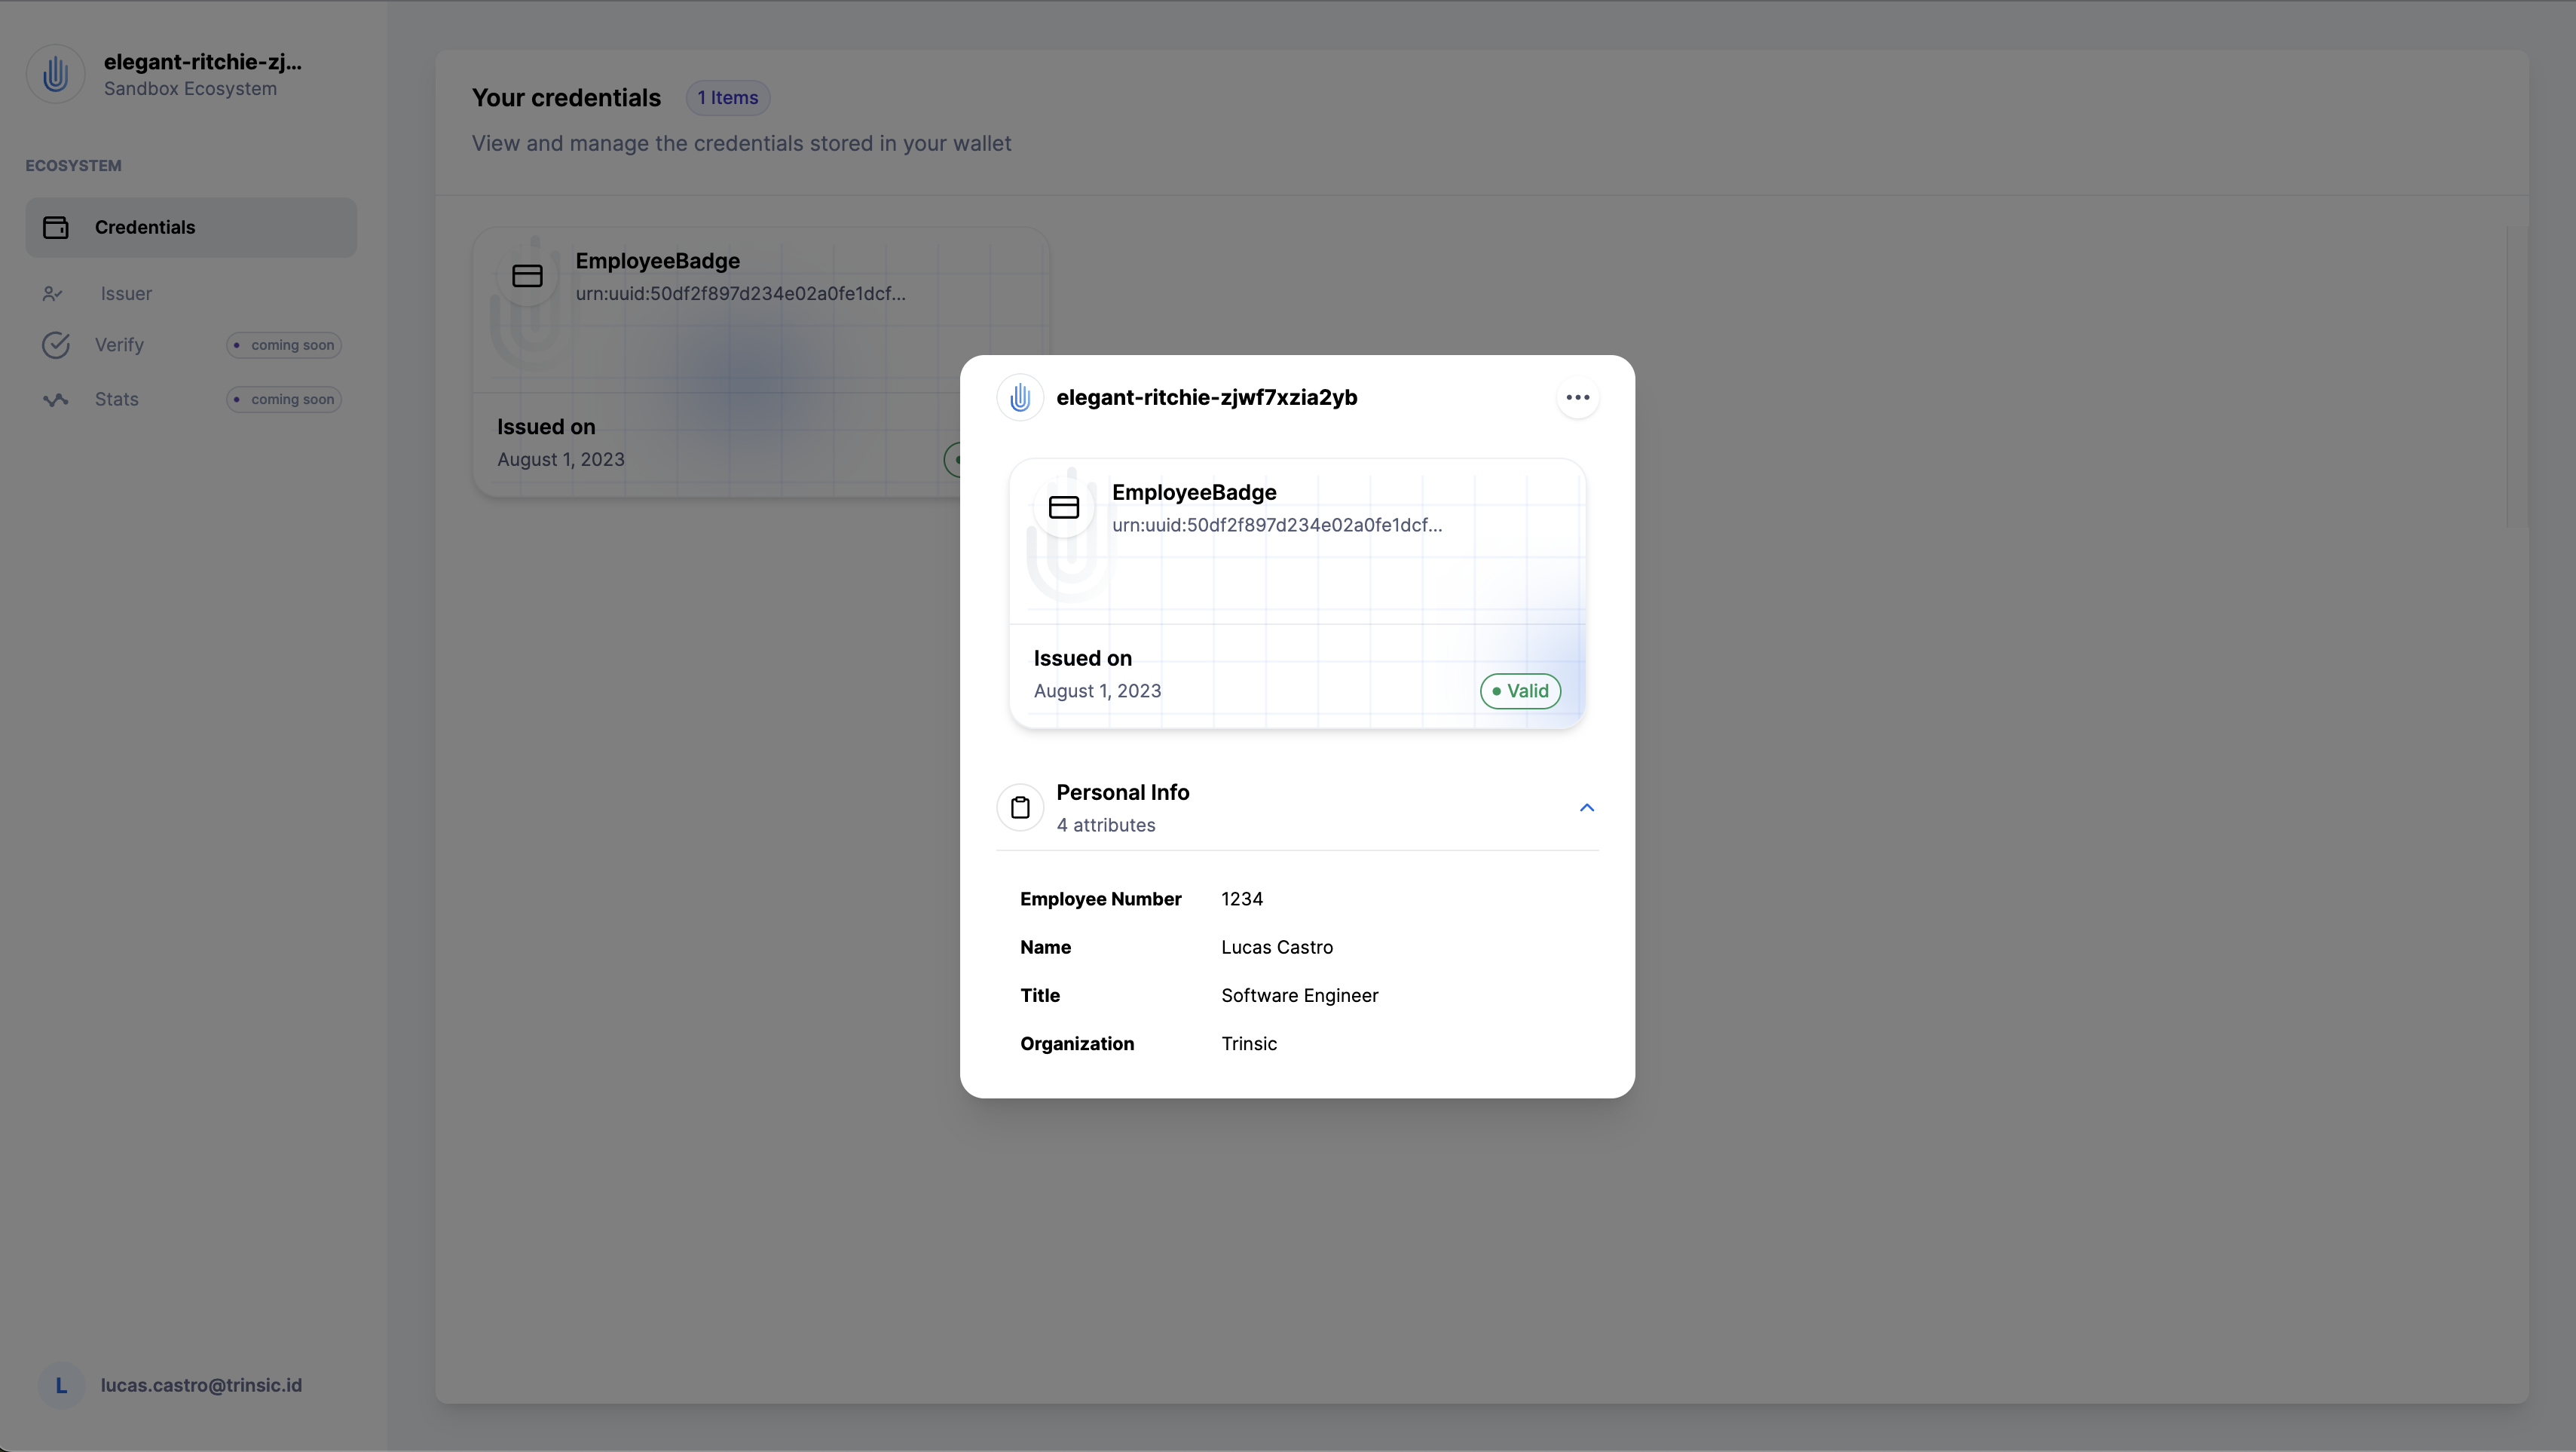 elegant-ritchie-zj...
Sandbox Ecosystem
ECOSYSTEM
Credentials
Issuer
Verify
coming soon
Stats
coming soon
L
lucas.castro@trinsic.id
Your credentials
1 Items
View and manage the credentials stored in your wallet
EmployeeBadge
urn:uuid:50df2f897d234e02a0fe1dcf...
Issued on
August 1, 2023
elegant-ritchie-zjwf7xzia2yb
EmployeeBadge
urn:uuid:50df2f897d234e02a0fe1dcf...
Issued on
August 1, 2023
Valid
Personal Info
4 attributes
Employee Number 1234
Name Lucas Castro
Title Software Engineer
Organization Trinsic